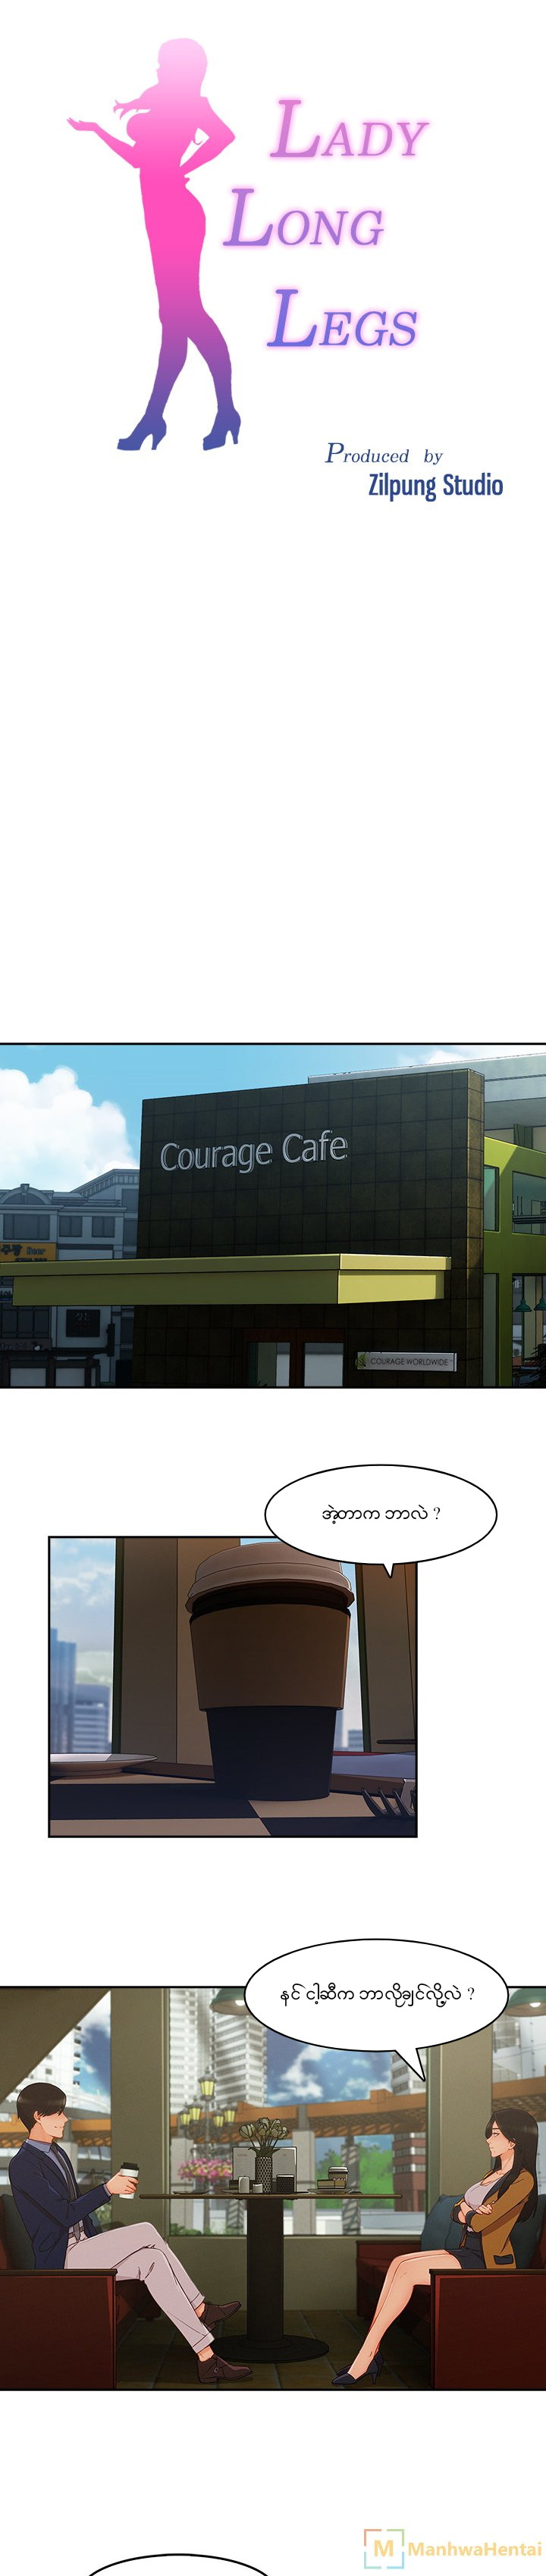 LADY
LONG
LEGS
Produced by
Zilpung Studio
Courage Cafe
Beer
COURAGE WORLDWIDE
အဲ့တာက ဘာလဲ ?
နင် ငါ့ဆီက ဘာလိုချင်လို့လဲ ?
M ManhwaHentai